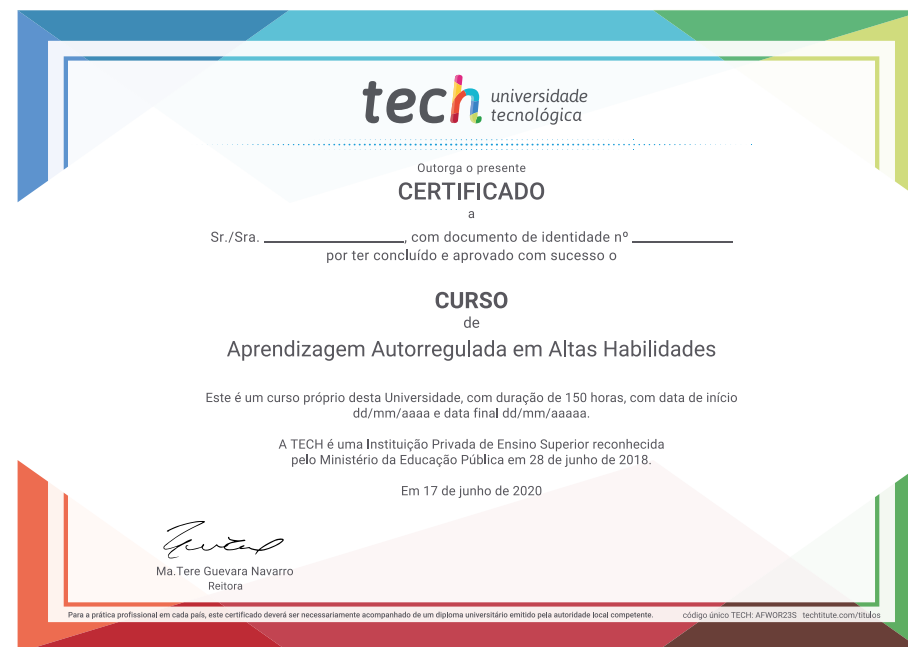 tech universidade
tecnológica
Outorga o presente
CERTIFICADO
a
Sr./Sra. ____________, com documento de identidade nº ____________
por ter concluído e aprovado com sucesso o
CURSO
de
Aprendizagem Autorregulada em Altas Habilidades
Este é um curso próprio desta Universidade, com duração de 150 horas, com data de início
dd/mm/aaaa e data final dd/mm/aaaaa.
A TECH é uma Instituição Privada de Ensino Superior reconhecida
pelo Ministério da Educação Pública em 28 de junho de 2018.
Em 17 de junho de 2020
Ma.Tere Guevara Navarro
Reitora
Para a prática profissional em cada país, este certificado deverá ser necessariamente acompanhado de um diploma universitário emitido pela autoridade local competente. código único TECH: AFWOR23S techtitute.com/titulos